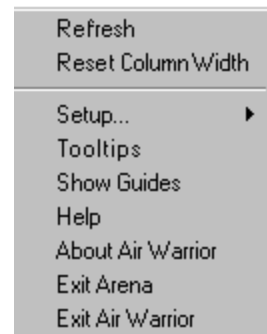 Refresh
Reset Column Width
Setup...
Tooltips
Show Guides
Help
About Air Warrior
Exit Arena
Exit Air Warrior